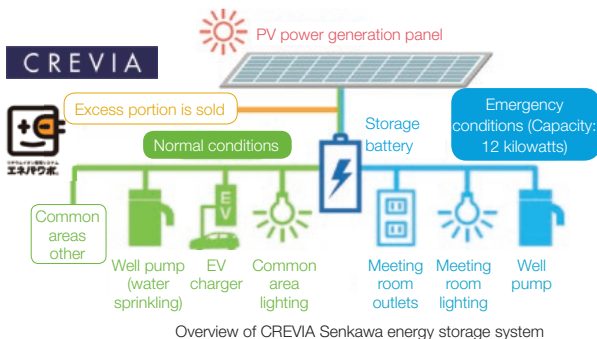 PV power generation panel
CREVIA
Excess portion is sold
Emergency
conditions (Capacity:
12 kilowatts)
Storage
battery
Normal conditions
エネパワボ
EV
Common
areas
other
Well pump
(water
sprinkling)
EV
charger
Common
area
lighting
Meeting
room
outlets
Meeting
room
lighting
Well
pump
Overview of CREVIA Senkawa energy storage system